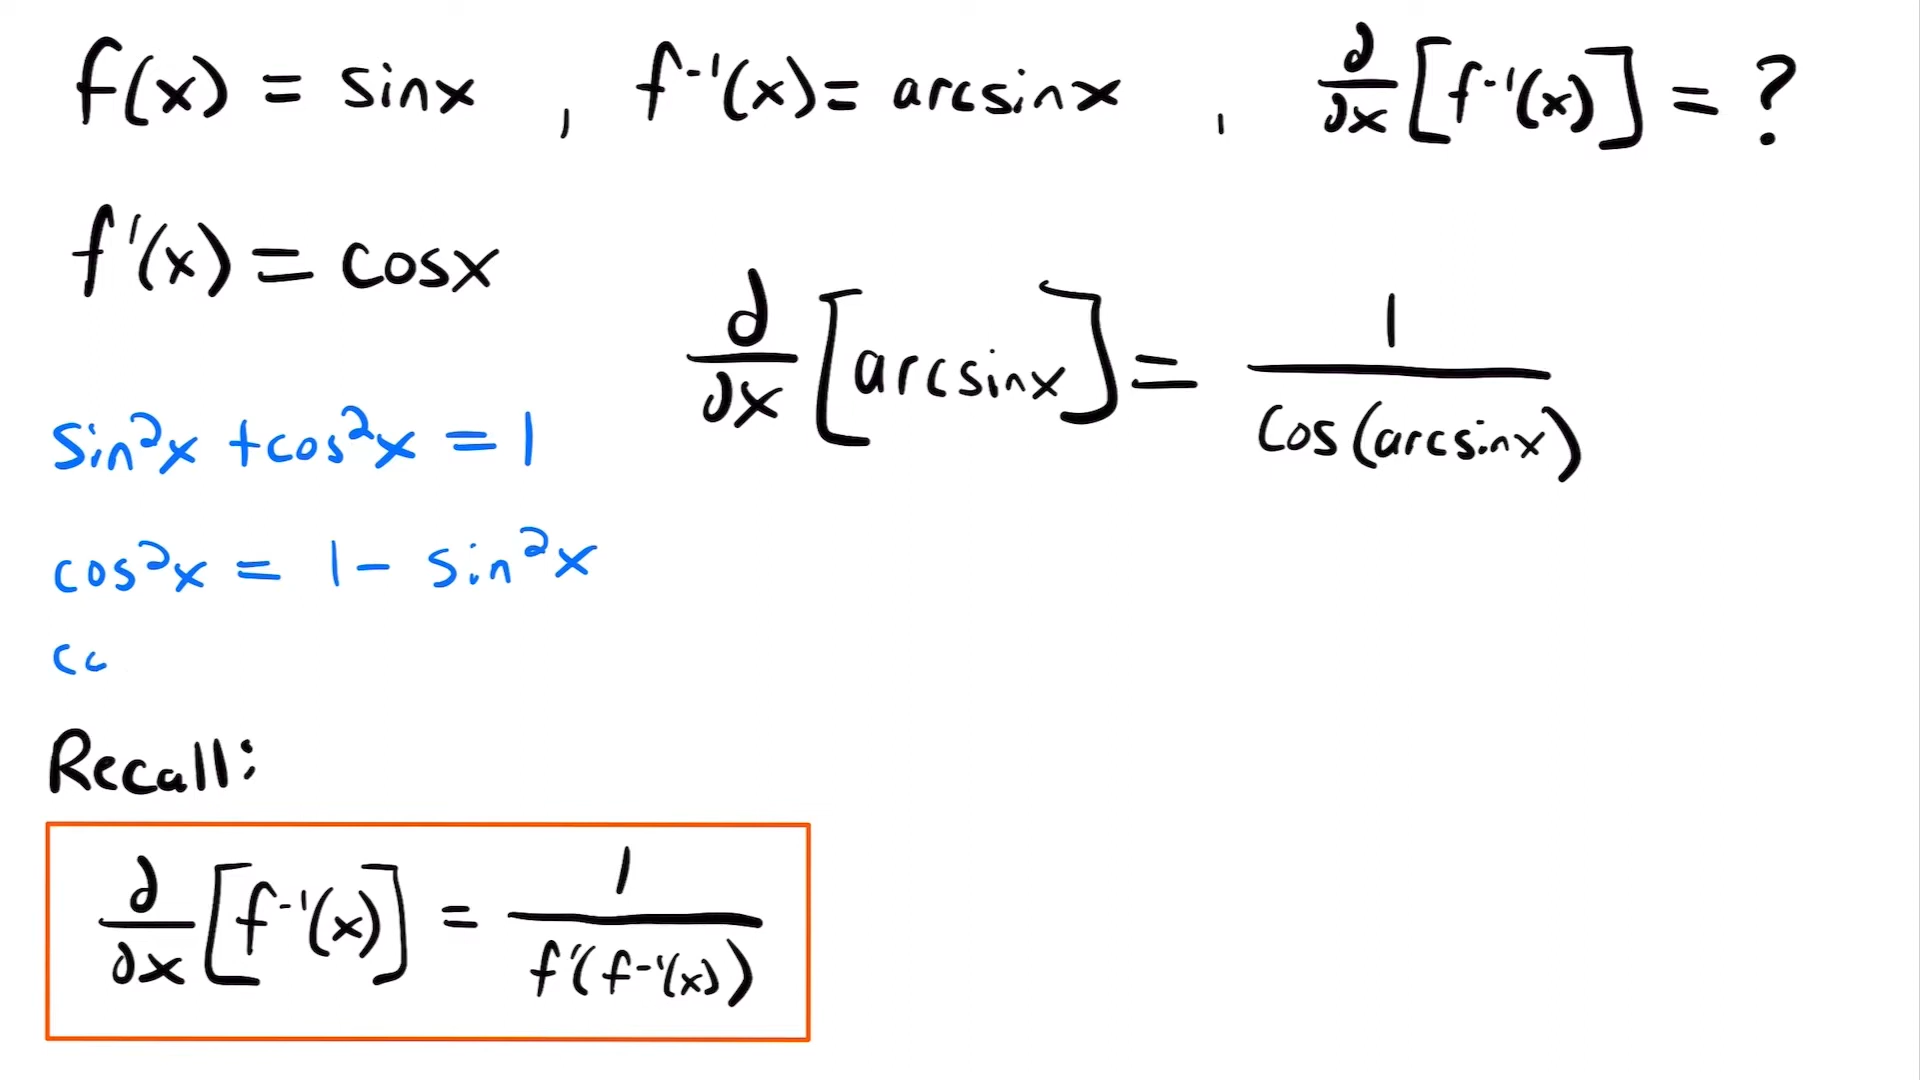 f(x) = sinx , f⁻¹(x) = arcsinx , ∂/∂x [f⁻¹(x)] = ?
f'(x) = cosx
∂/∂x [arcsinx] = 1/cos(arcsinx)
sin²x + cos²x = 1
cos²x = 1 - sin²x
cc
Recall:
∂/∂x [f⁻¹(x)] = 1/f'(f⁻¹(x))